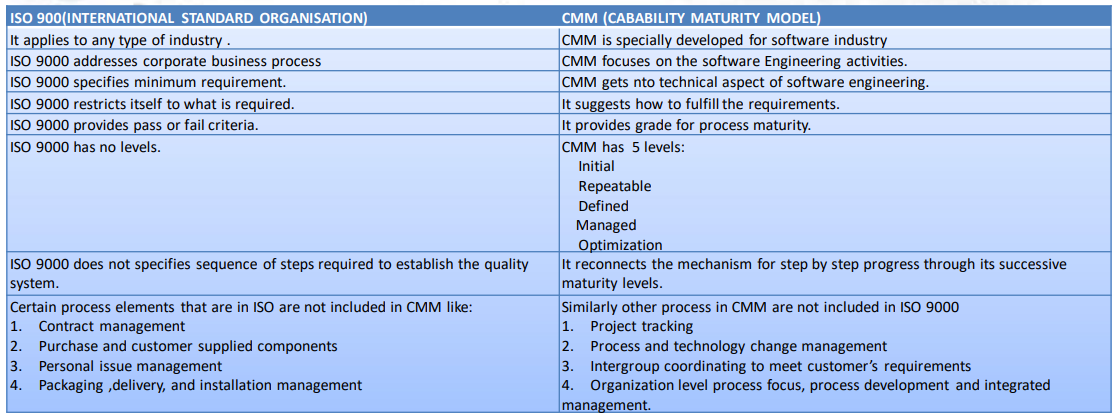 ISO 900(INTERNATIONAL STANDARD ORGANISATION)
CMM (CABABILITY MATURITY MODEL)
It applies to any type of industry .
CMM is specially developed for software industry
ISO 9000 addresses corporate business process
CMM focuses on the software Engineering activities.
ISO 9000 specifies minimum requirement.
CMM gets nto technical aspect of software engineering.
ISO 9000 restricts itself to what is required.
It suggests how to fulfill the requirements.
ISO 9000 provides pass or fail criteria.
It provides grade for process maturity.
ISO 9000 has no levels.
CMM has 5 levels:
Initial
Repeatable
Defined
Managed
Optimization
ISO 9000 does not specifies sequence of steps required to establish the quality
system.
It reconnects the mechanism for step by step progress through its successive
maturity levels.
Certain process elements that are in ISO are not included in CMM like:
1. Contract management
2. Purchase and customer supplied components
3. Personal issue management
4. Packaging ,delivery, and installation management
Similarly other process in CMM are not included in ISO 9000
1. Project tracking
2. Process and technology change management
3. Intergroup coordinating to meet customer’s requirements
4. Organization level process focus, process development and integrated
management.